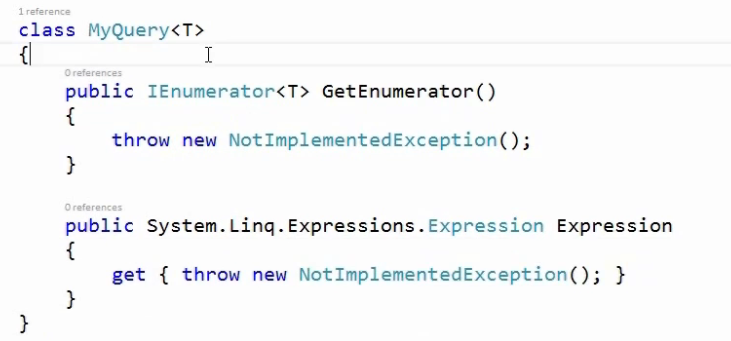 1 reference
class MyQuery<T>
{
0 references
public IEnumerator<T> GetEnumerator()
{
throw new NotImplementedException();
}
0 references
public System.Linq.Expressions.Expression Expression
{
get { throw new NotImplementedException(); }
}
}